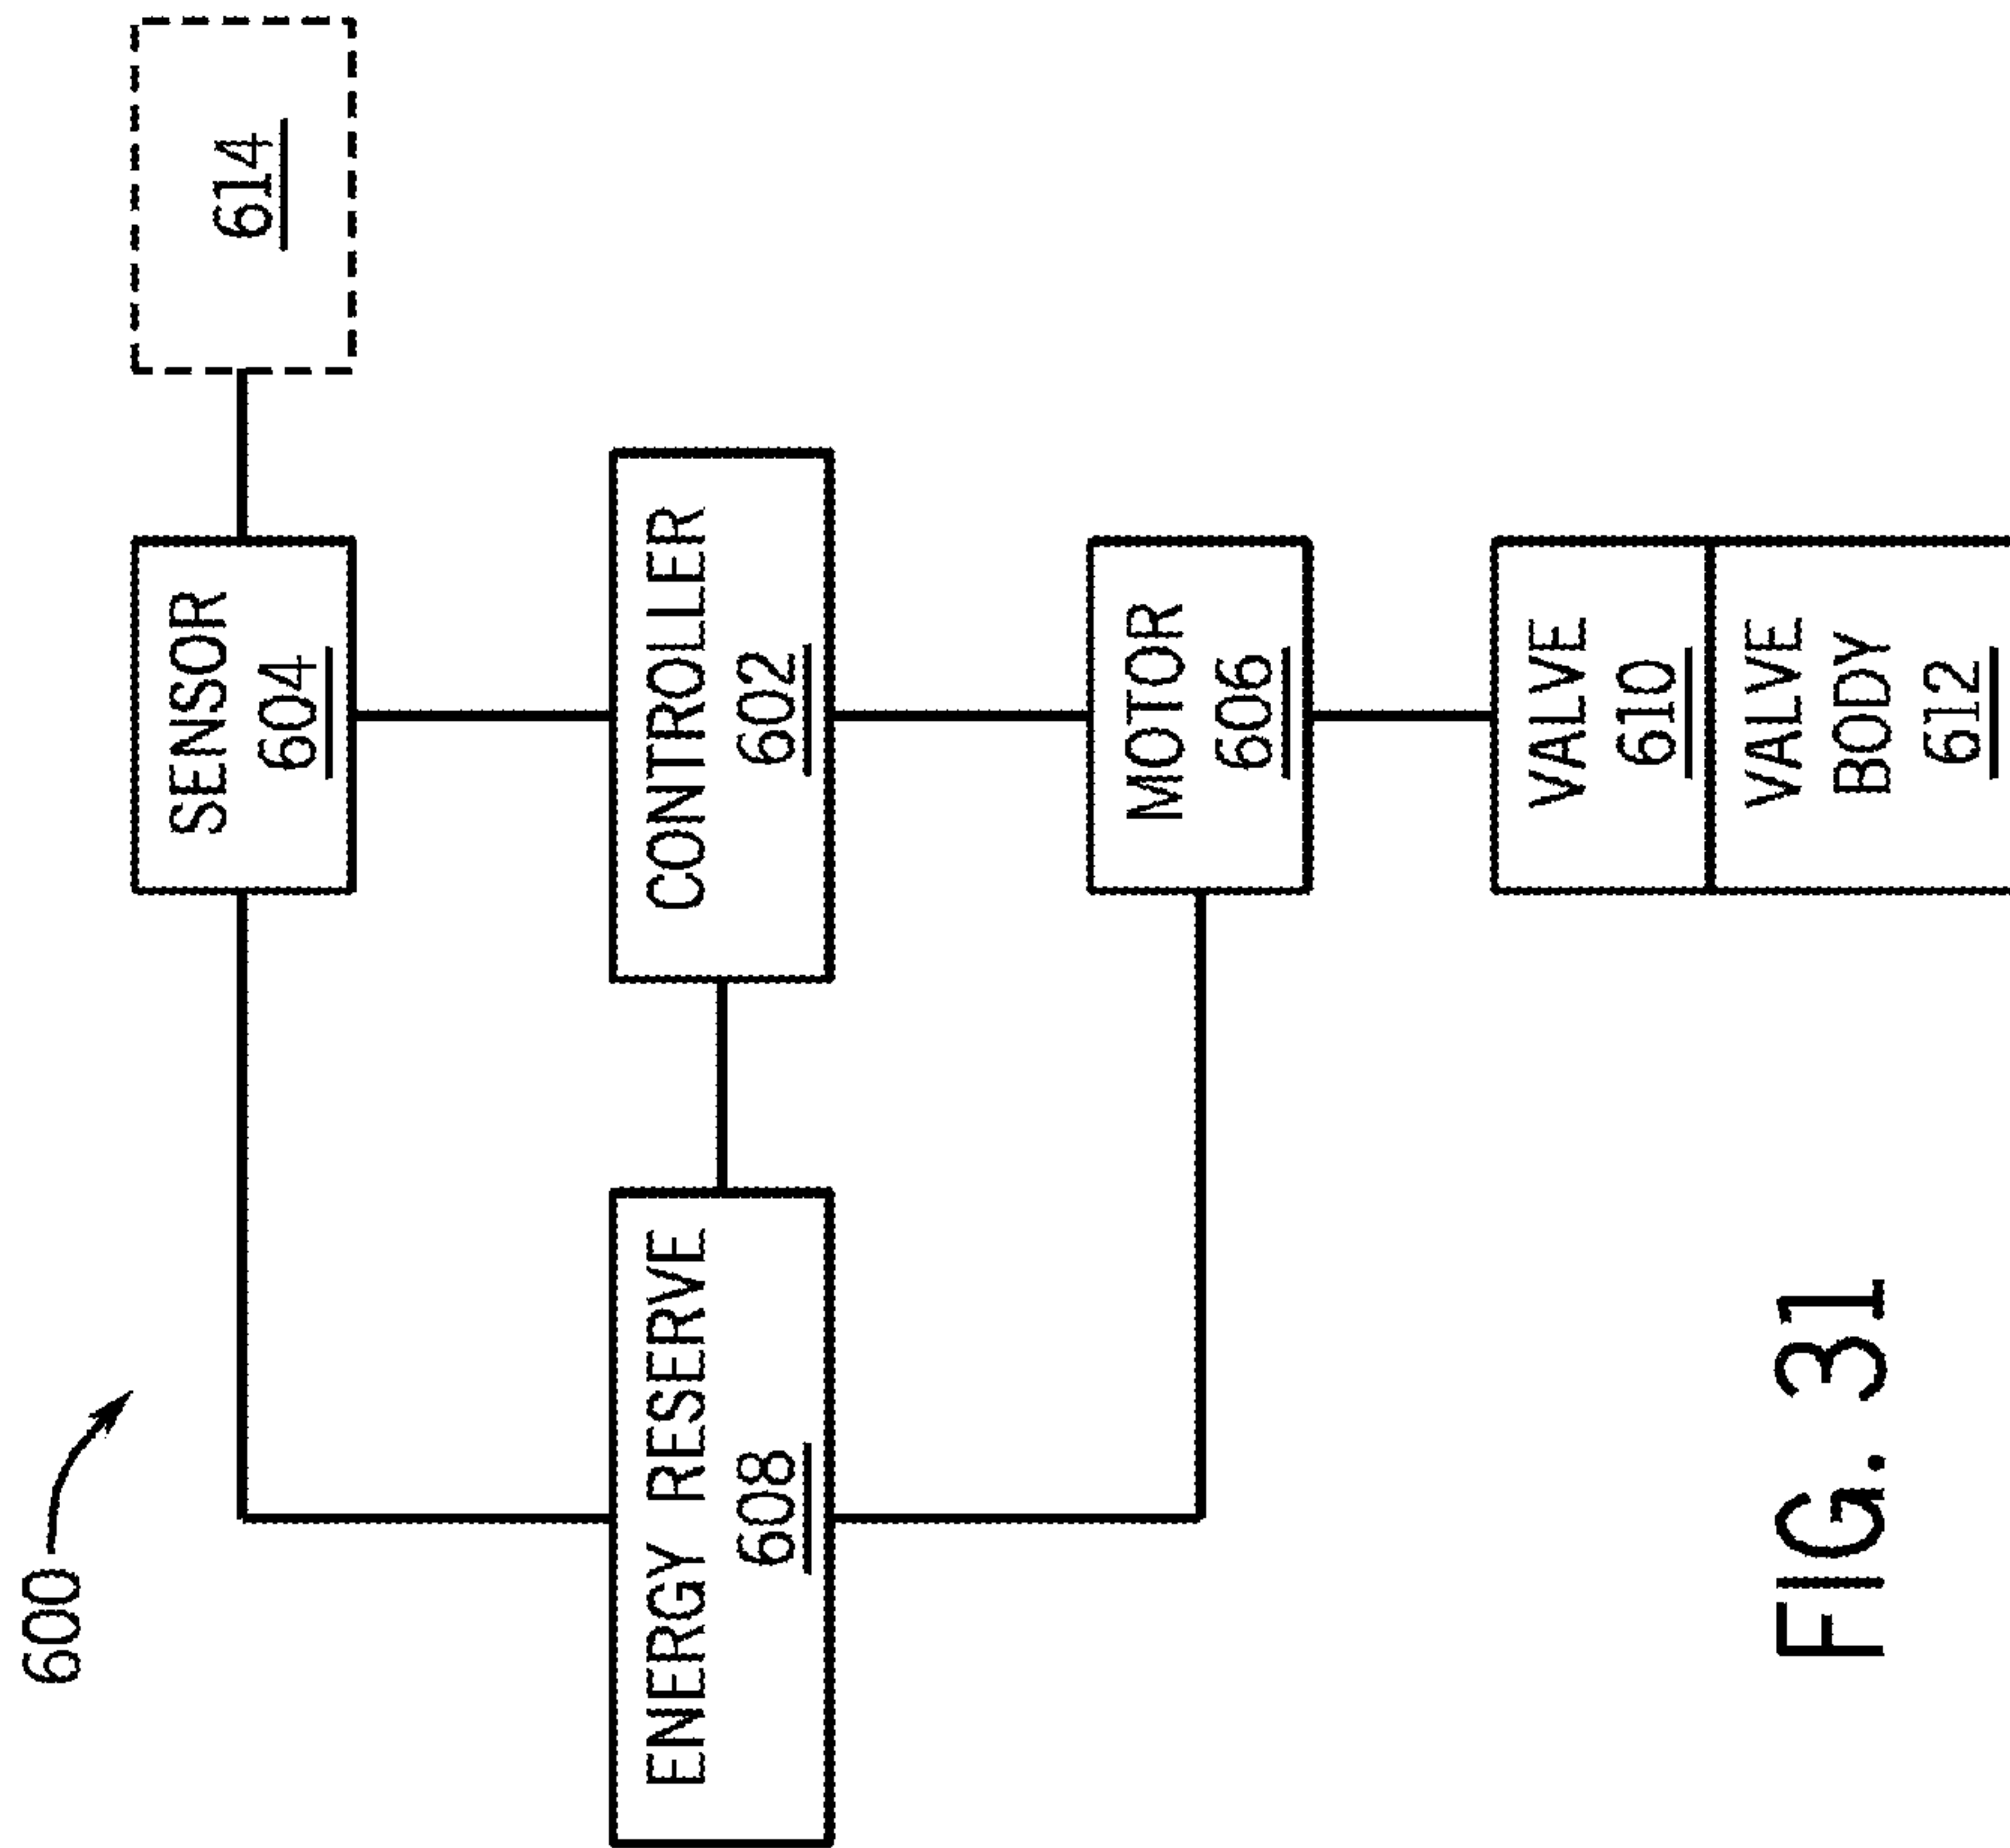 600
614
SENSOR
604
ENERGY RESERVE
608
CONTROLLER
602
MOTOR
606
VALVE
610
VALVE
BODY
612
FIG. 31